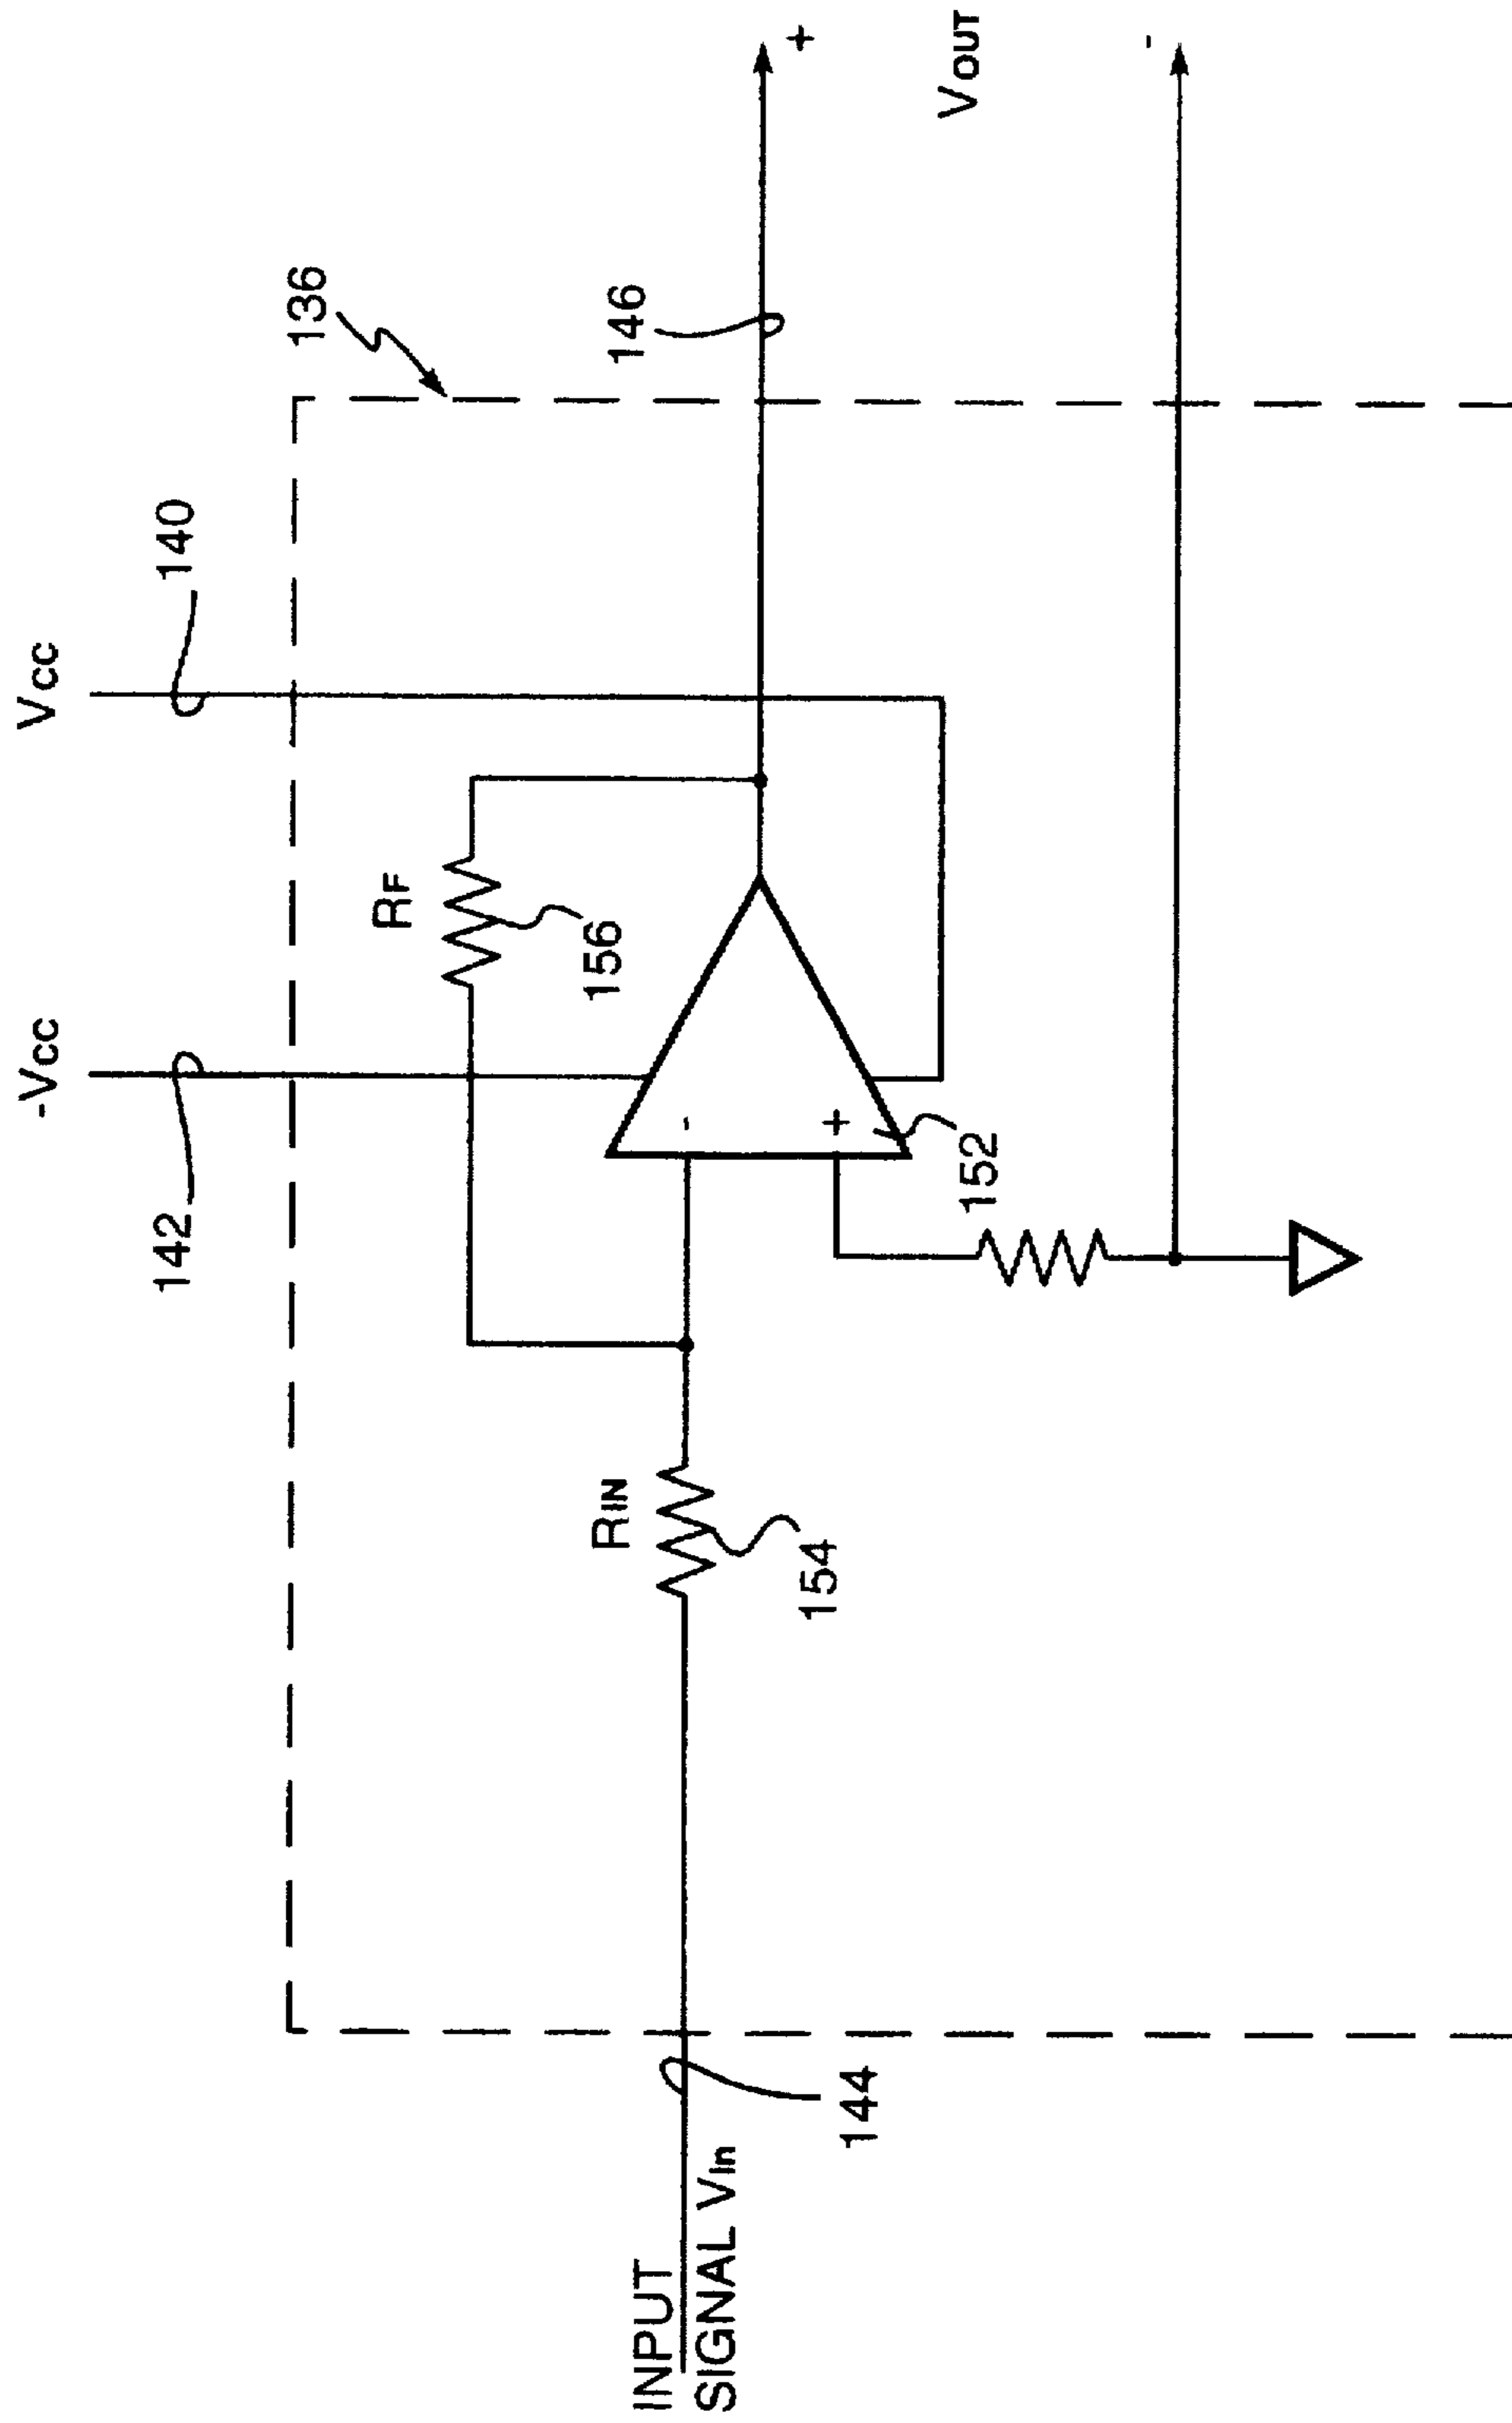 -Vcc
Vcc
142
140
136
RF
156
146
+
INPUT
SIGNAL Vin
144
RIN
154
-
+
152
VOUT
-